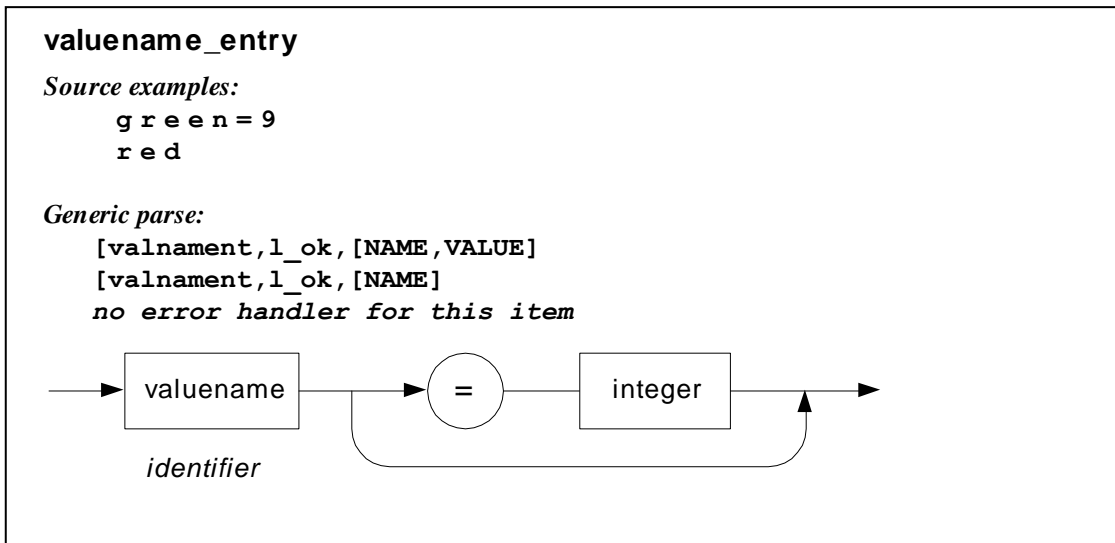 valuename_entry
Source examples:
green=9
red
Generic parse:
[valnament,l_ok,[NAME,VALUE]
[valnament,l_ok,[NAME]
no error handler for this item
valuename = integer
identifier